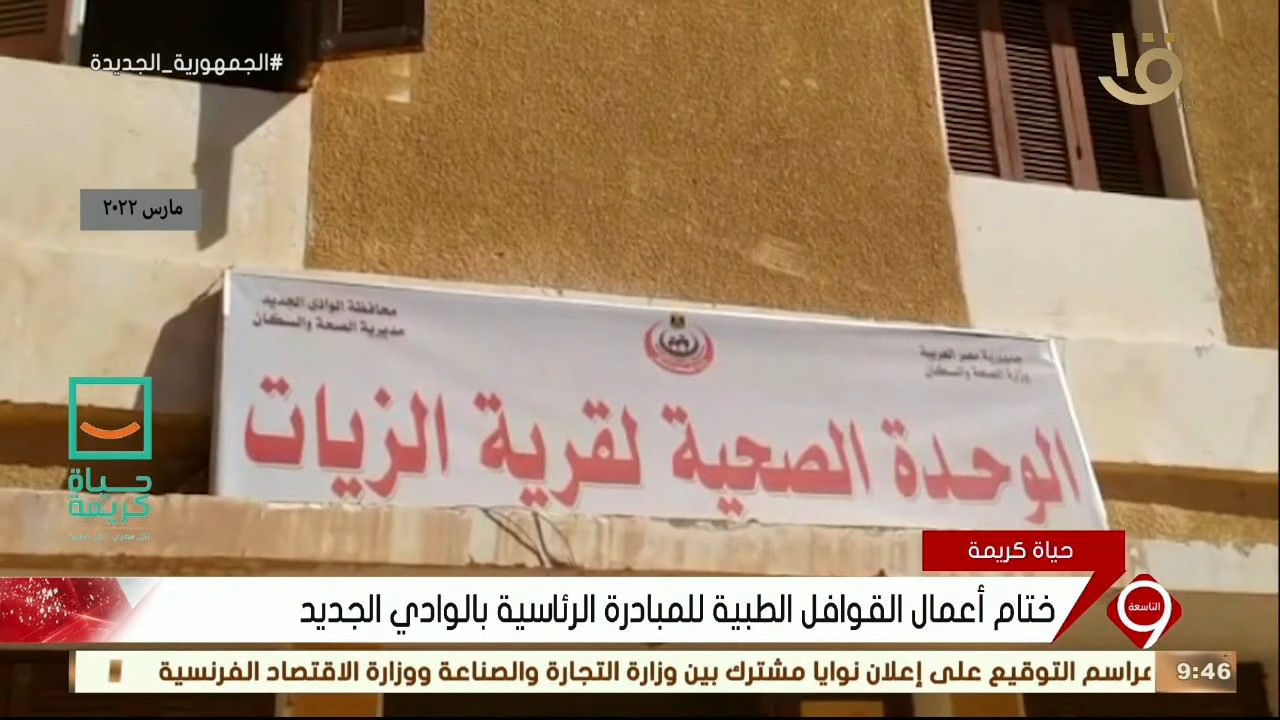 #الجمهورية_الجديدة
مارس ٢٠٢٢
جمهورية مصر العربية
وزارة الصحة والسكان
محافظة الوادى الجديد
مديرية الصحة والسكان
الوحدة الصحية لقرية الزيات
حياة
كريمة
حياة كريمة
التاسعة
ختام أعمال القوافل الطبية للمبادرة الرئاسية بالوادي الجديد
9:46
مراسم التوقيع على إعلان نوايا مشترك بين وزارة التجارة والصناعة ووزارة الاقتصاد الفرنسية